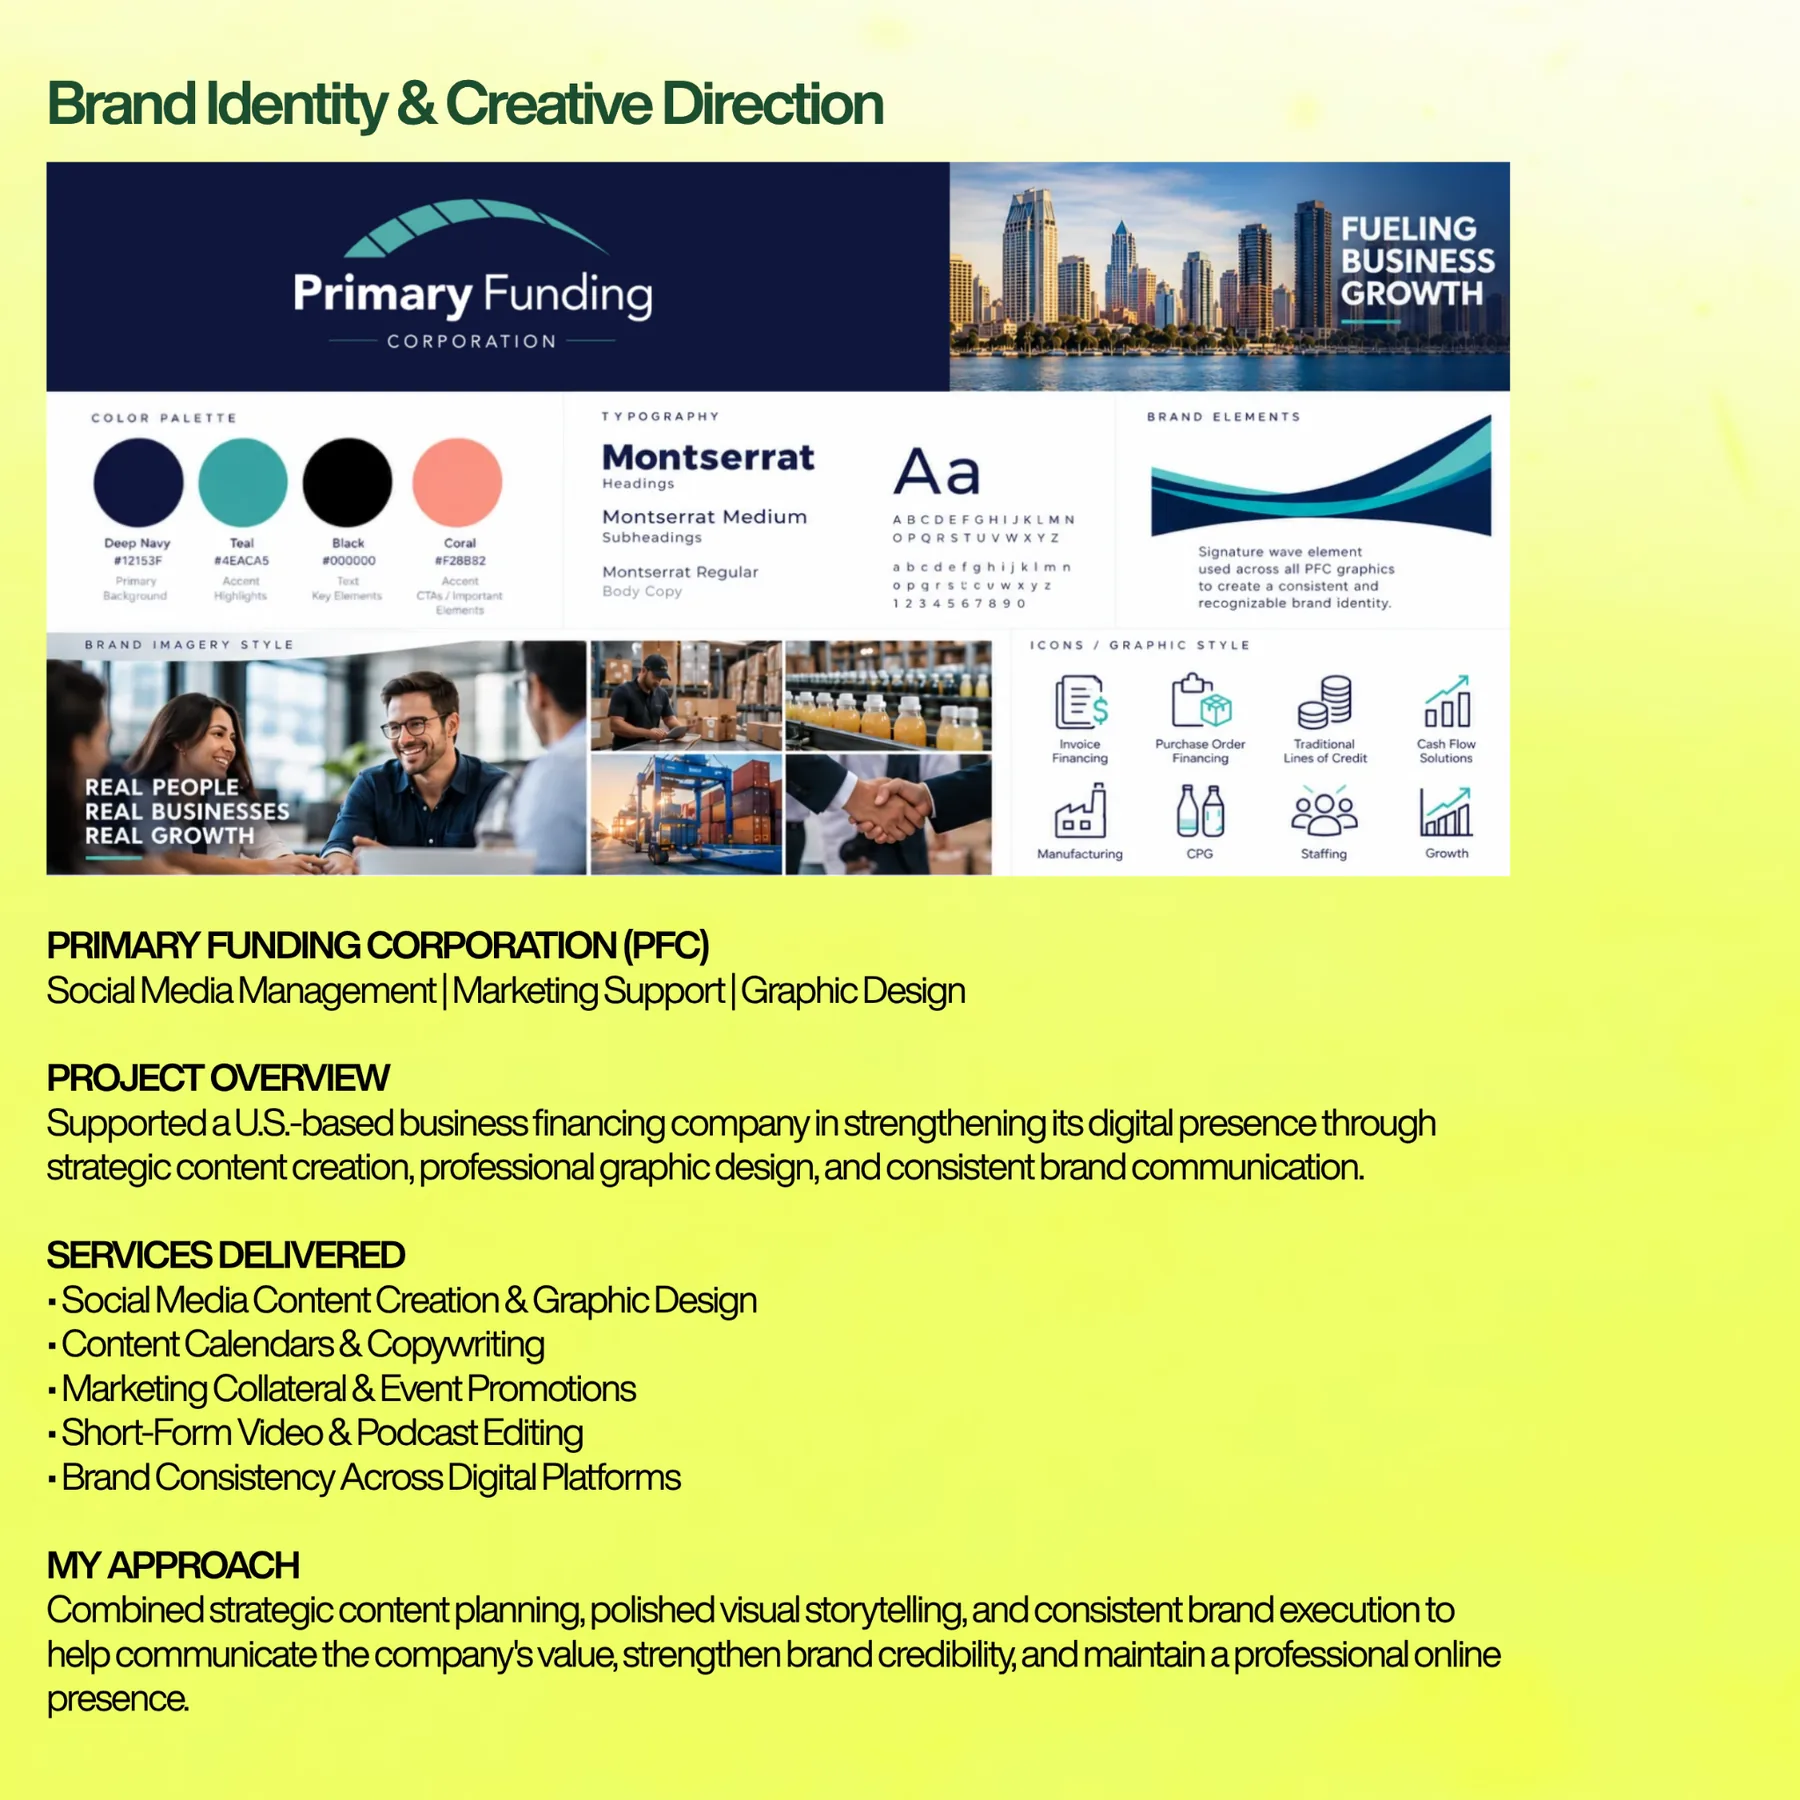 Brand Identity & Creative Direction
Primary Funding
CORPORATION
FUELING
BUSINESS
GROWTH
COLOR PALETTE
Deep Navy
#12153F
Primary
Background
Teal
#4EACA5
Accent
Highlights
Black
#000000
Text
Key Elements
Coral
#F28B82
Accent
CTAs / Important
Elements
TYPOGRAPHY
Montserrat
Headings
Montserrat Medium
Subheadings
Montserrat Regular
Body Copy
Aa
A B C D E F G H I J K L M N
O P Q R S T U V W X Y Z
a b c d e f g h i j k l m n
o p q r s t c v w x y z
1 2 3 4 5 6 7 8 9 0
BRAND ELEMENTS
Signature wave element
used across all PFC graphics
to create a consistent and
recognizable brand identity.
BRAND IMAGERY STYLE
REAL PEOPLE
REAL BUSINESSES
REAL GROWTH
ICONS / GRAPHIC STYLE
Invoice
Financing
Purchase Order
Financing
Traditional
Lines of Credit
Cash Flow
Solutions
Manufacturing
CPG
Staffing
Growth
PRIMARY FUNDING CORPORATION (PFC)
Social Media Management | Marketing Support | Graphic Design
PROJECT OVERVIEW
Supported a U.S.-based business financing company in strengthening its digital presence through
strategic content creation, professional graphic design, and consistent brand communication.
SERVICES DELIVERED
▪ Social Media Content Creation & Graphic Design
▪ Content Calendars & Copywriting
▪ Marketing Collateral & Event Promotions
▪ Short-Form Video & Podcast Editing
▪ Brand Consistency Across Digital Platforms
MY APPROACH
Combined strategic content planning, polished visual storytelling, and consistent brand execution to
help communicate the company's value, strengthen brand credibility, and maintain a professional online
presence.